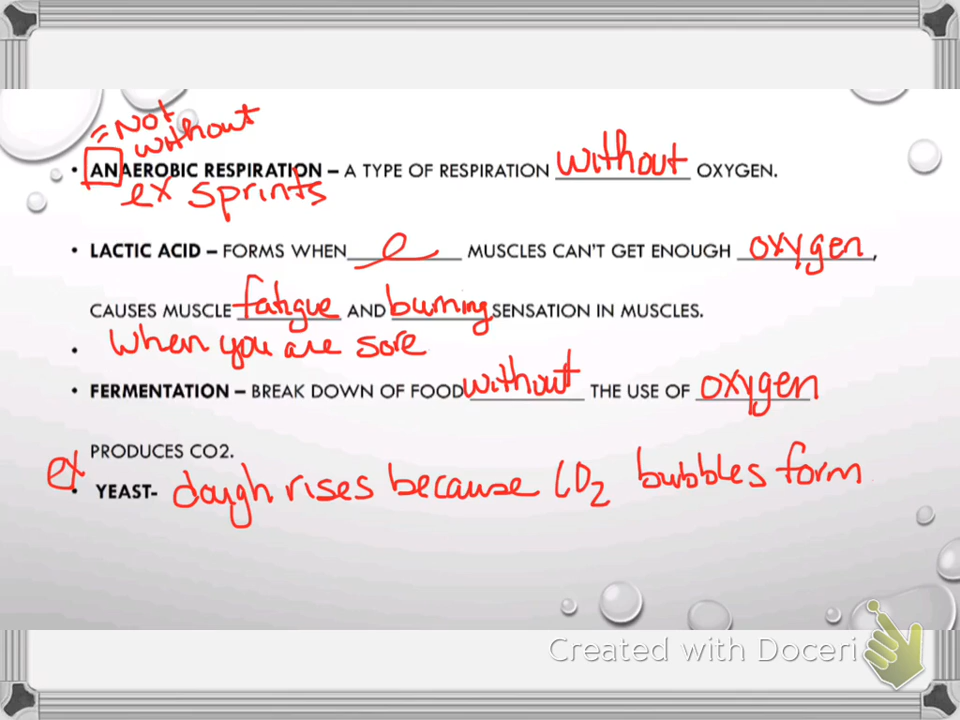 = Not
without
• ANAEROBIC RESPIRATION – A TYPE OF RESPIRATION without OXYGEN.
ex sprints
• LACTIC ACID – FORMS WHEN MUSCLES CAN'T GET ENOUGH oxygen,
CAUSES MUSCLE fatigue AND burning SENSATION IN MUSCLES.
• When you are sore
• FERMENTATION – BREAK DOWN OF FOOD without THE USE OF oxygen
PRODUCES CO2.
ex
• YEAST- dough rises because CO2 bubbles form
Created with Doceri